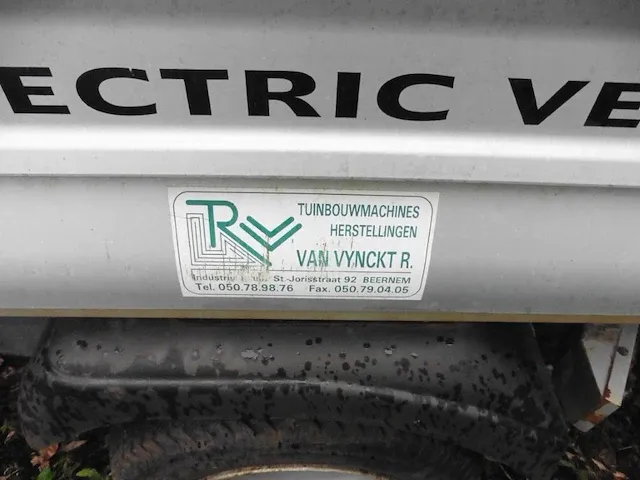 ECTRIC VE
TUINBOUWMACHINES
HERSTELLINGEN
VAN VYNCKT R.
St-Jorisstraat 92 BEERNEM
Tel. 050.78.98.76 Fax. 050.79.04.05